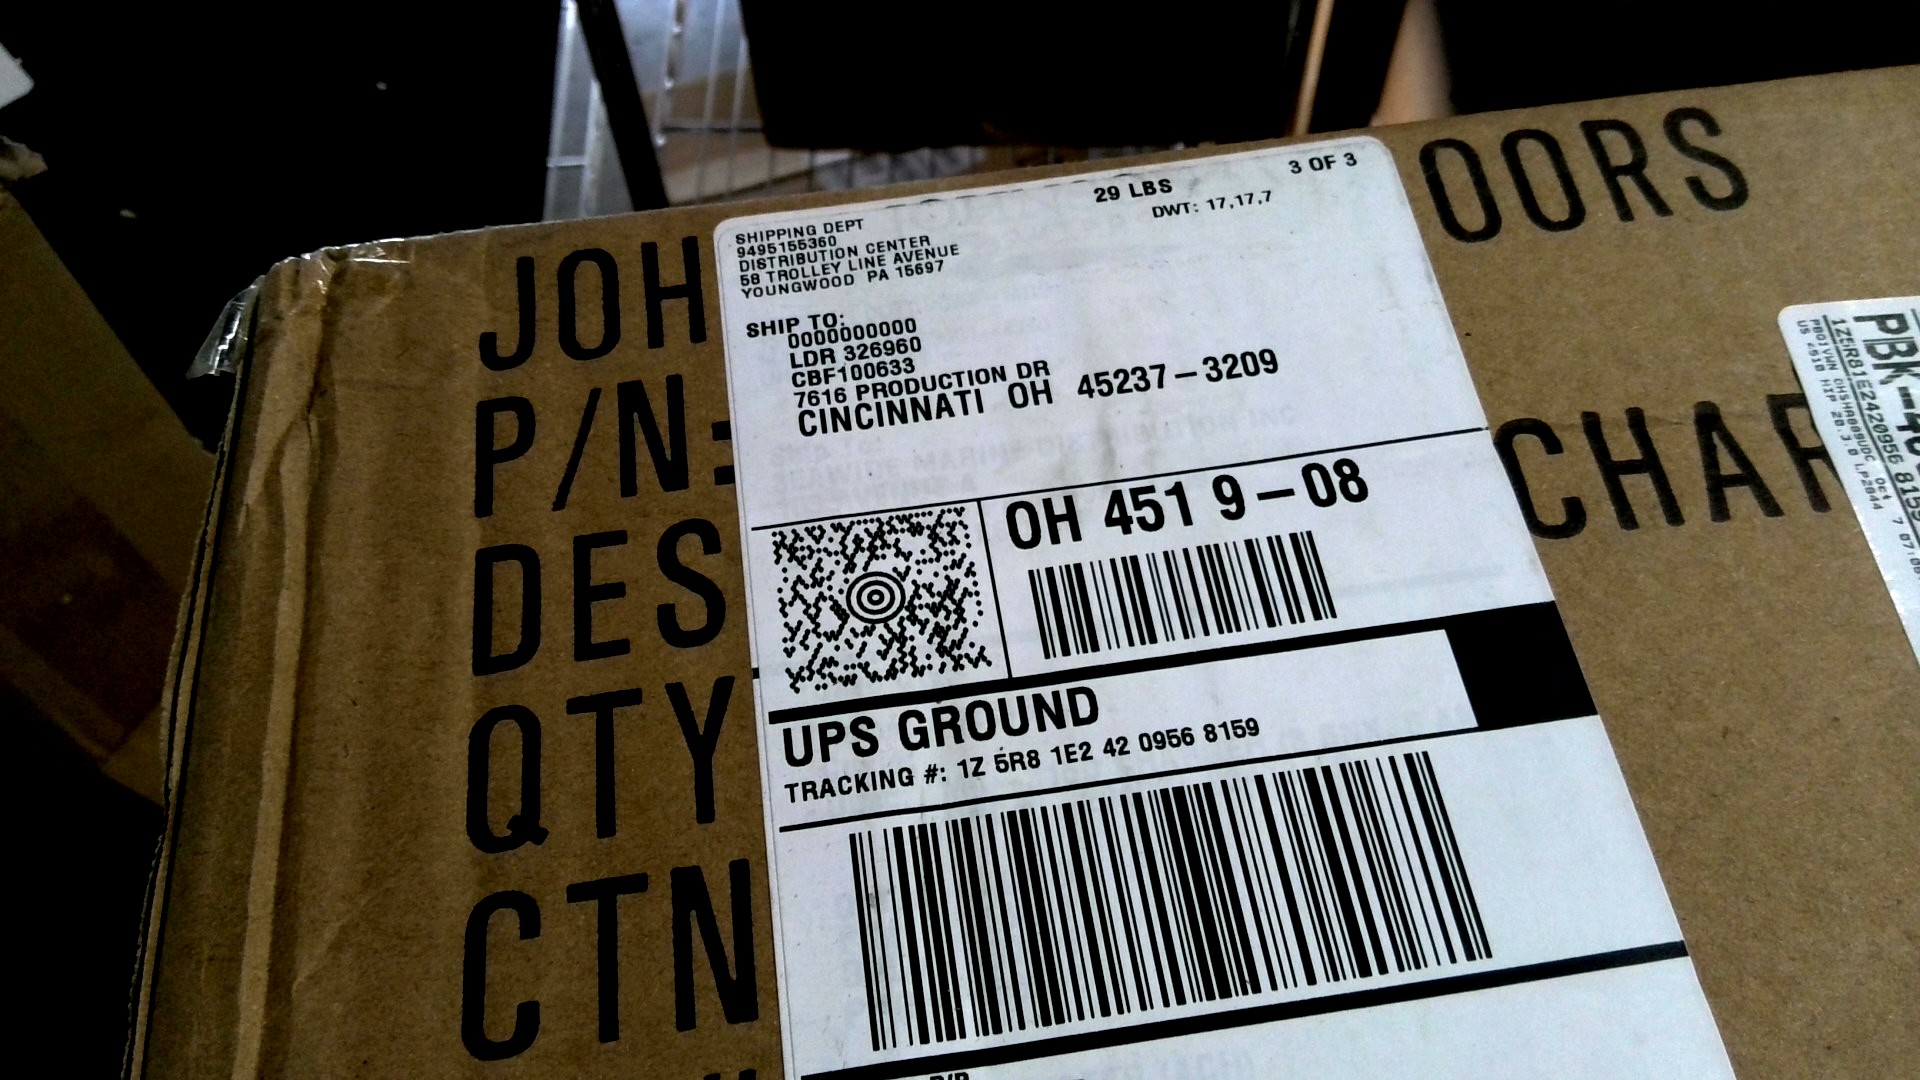 JOH
OORS
P/N:
DES
CHAR
QTY
CTN
29 LBS
3 OF 3
DWT: 17,17,7
SHIPPING DEPT
9495155360
DISTRIBUTION CENTER
58 TROLLEY LINE AVENUE
YOUNGWOOD PA 15697
SHIP TO:
0000000000
LDR 326960
CBF100633
7616 PRODUCTION DR
CINCINNATI OH 45237-3209
OH 451 9-08
UPS GROUND
TRACKING #: 1Z 5R8 1E2 42 0956 8159
1Z5R81E2420956 8159